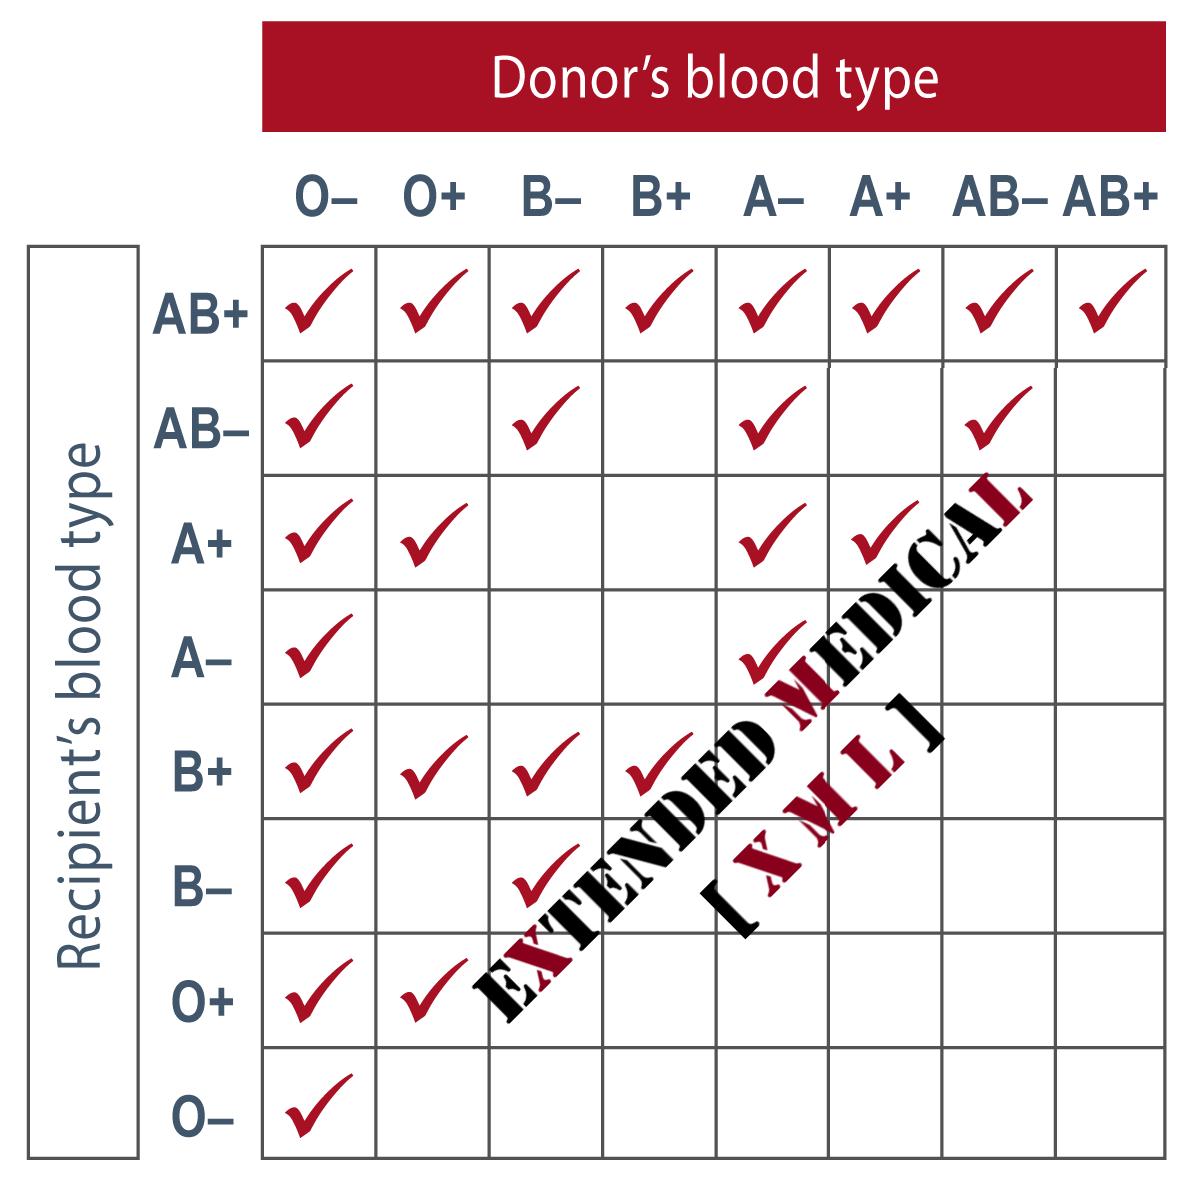 Donor’s blood type
O– O+ B– B+ A– A+ AB– AB+
Recipient’s blood type
AB+
AB–
A+
A–
B+
B–
O+
O–
EXTENDED MEDICAL
[ X M L ]